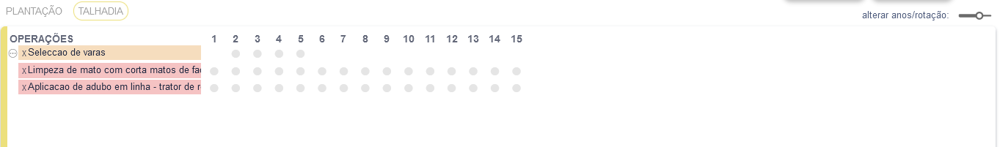 PLANTAÇÃO TALHADIA
alterar anos/rotação:
OPERAÇÕES 1 2 3 4 5 6 7 8 9 10 11 12 13 14 15
x Seleccao de varas
x Limpeza de mato com corta matos de fac
x Aplicacao de adubo em linha - trator de r